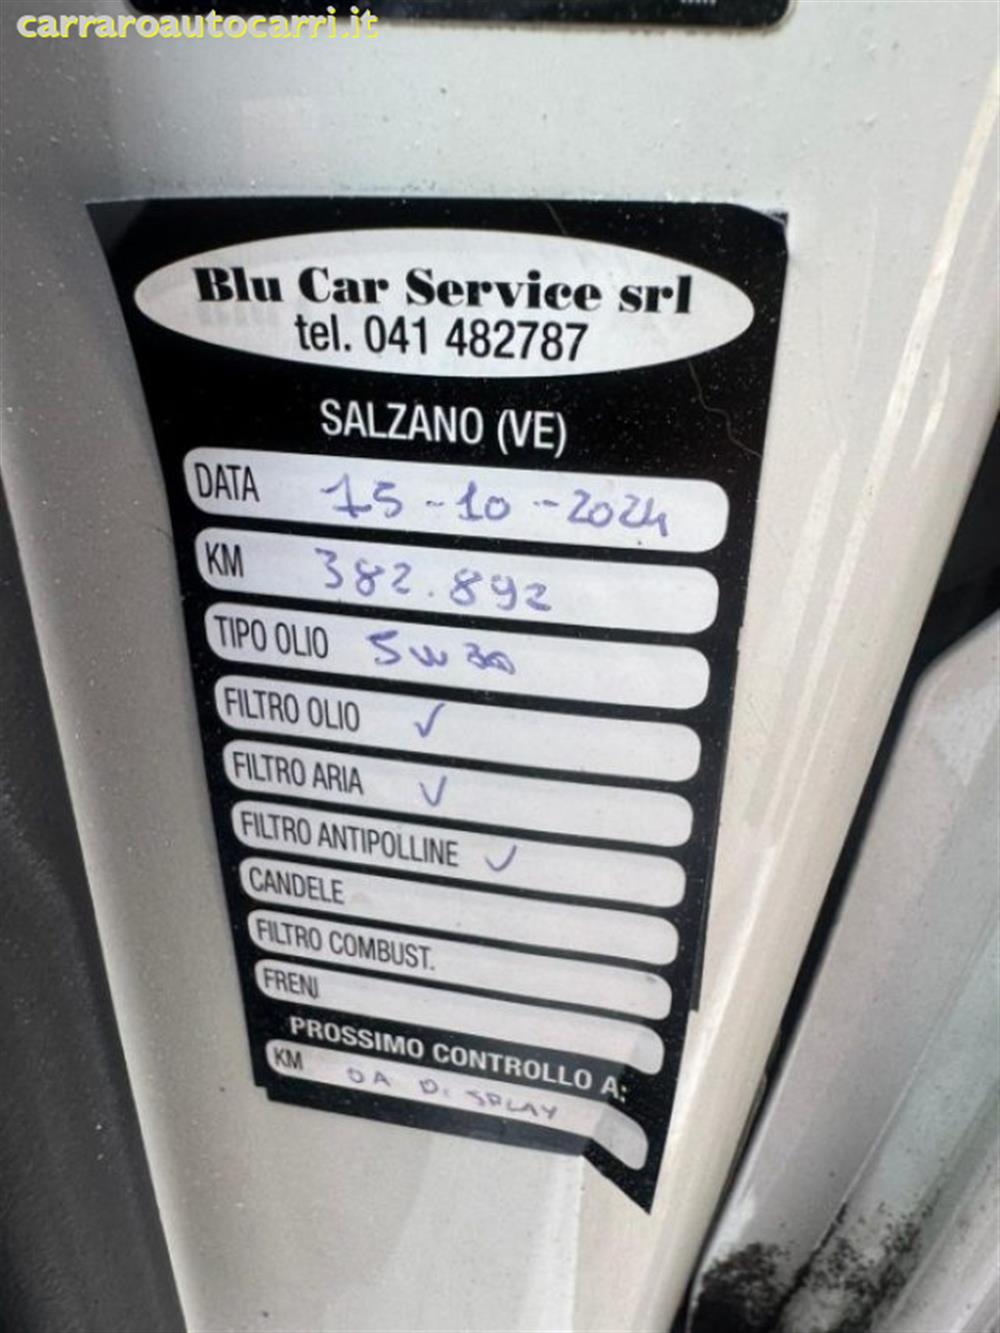 carraroautocarri.it
Blu Car Service srl
tel. 041 482787
SALZANO (VE)
DATA 15-10-2024
KM 382.892
TIPO OLIO 5W30
FILTRO OLIO ✓
FILTRO ARIA ✓
FILTRO ANTIPOLLINE ✓
CANDELE
FILTRO COMBUST.
FRENI
PROSSIMO CONTROLLO A:
KM DA DISPLAY